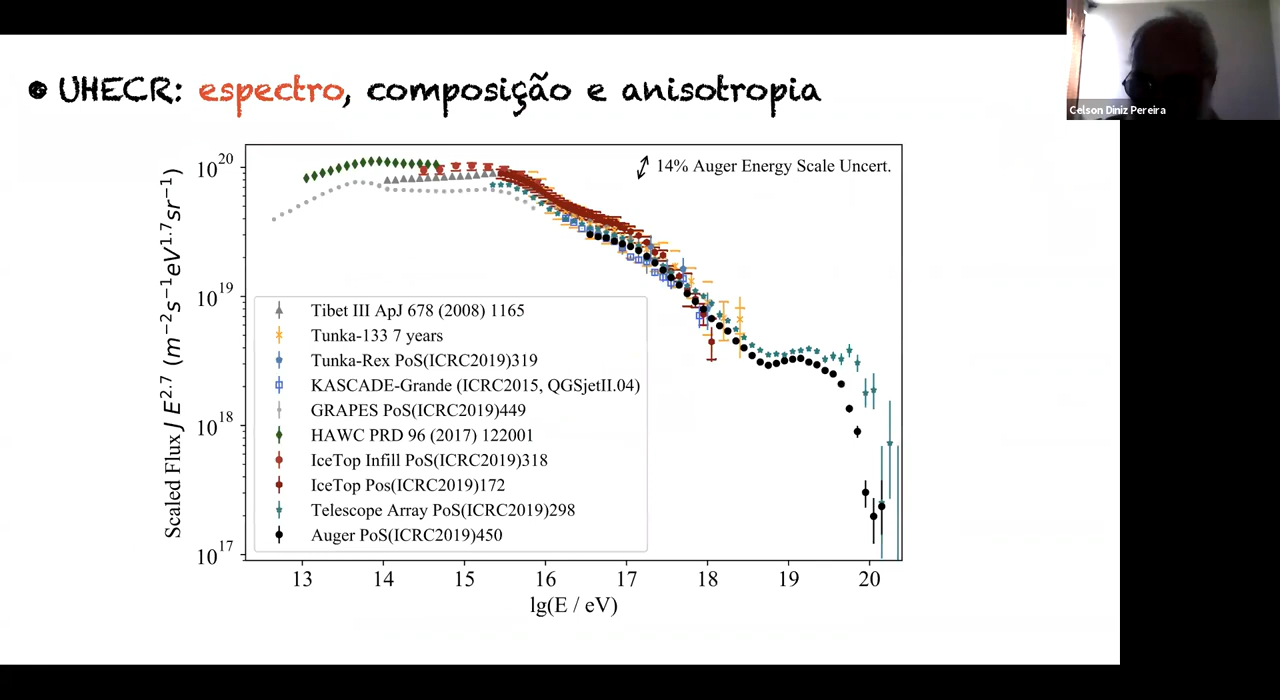 UHECR: espectro, composição e anisotropia
Celson Diniz Pereira
14% Auger Energy Scale Uncert.
Scaled Flux J E^2.7 (m^−2 s^−1 eV^1.7 sr^−1)
10^20
10^19
10^18
10^17
Tibet III ApJ 678 (2008) 1165
Tunka-133 7 years
Tunka-Rex PoS(ICRC2019)319
KASCADE-Grande (ICRC2015, QGSjetII.04)
GRAPES PoS(ICRC2019)449
HAWC PRD 96 (2017) 122001
IceTop Infill PoS(ICRC2019)318
IceTop Pos(ICRC2019)172
Telescope Array PoS(ICRC2019)298
Auger PoS(ICRC2019)450
13 14 15 16 17 18 19 20
lg(E / eV)